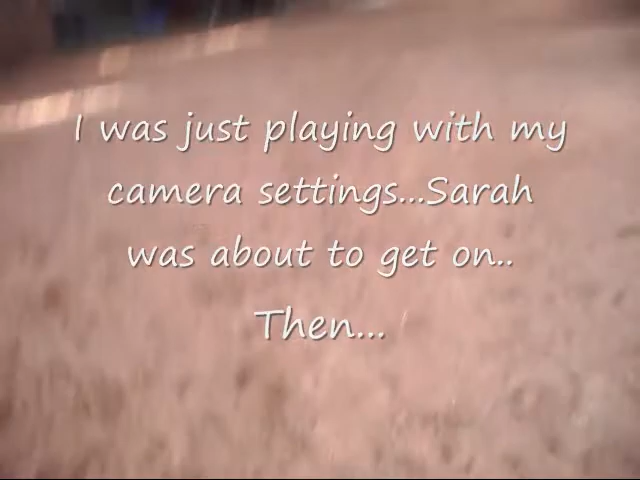 I was just playing with my
camera settings...Sarah
was about to get on..
Then...